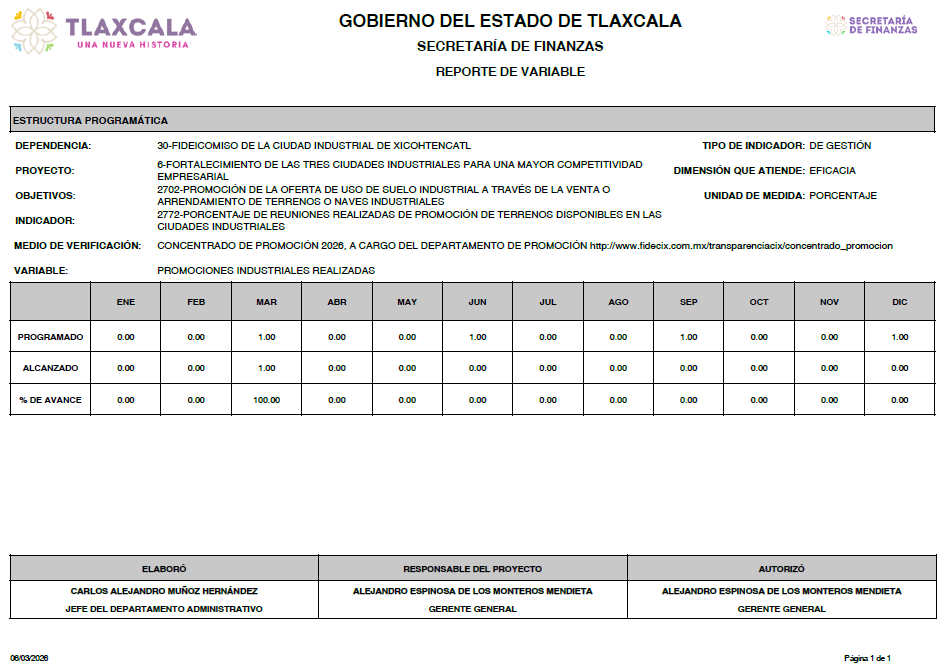 TLAXCALA
UNA NUEVA HISTORIA
GOBIERNO DEL ESTADO DE TLAXCALA
SECRETARÍA DE FINANZAS
REPORTE DE VARIABLE
SECRETARÍA
DE FINANZAS
ESTRUCTURA PROGRAMÁTICA
DEPENDENCIA: 30-FIDEICOMISO DE LA CIUDAD INDUSTRIAL DE XICOHTENCATL TIPO DE INDICADOR: DE GESTIÓN
PROYECTO: 6-FORTALECIMIENTO DE LAS TRES CIUDADES INDUSTRIALES PARA UNA MAYOR COMPETITIVIDAD
EMPRESARIAL DIMENSIÓN QUE ATIENDE: EFICACIA
OBJETIVOS: 2702-PROMOCIÓN DE LA OFERTA DE USO DE SUELO INDUSTRIAL A TRAVÉS DE LA VENTA O
ARRENDAMIENTO DE TERRENOS O NAVES INDUSTRIALES UNIDAD DE MEDIDA: PORCENTAJE
INDICADOR: 2772-PORCENTAJE DE REUNIONES REALIZADAS DE PROMOCIÓN DE TERRENOS DISPONIBLES EN LAS
CIUDADES INDUSTRIALES
MEDIO DE VERIFICACIÓN: CONCENTRADO DE PROMOCIÓN 2026, A CARGO DEL DEPARTAMENTO DE PROMOCIÓN http://www.fidecix.com.mx/transparenciacix/concentrado_promocion
VARIABLE: PROMOCIONES INDUSTRIALES REALIZADAS
ENE FEB MAR ABR MAY JUN JUL AGO SEP OCT NOV DIC
PROGRAMADO 0.00 0.00 1.00 0.00 0.00 1.00 0.00 0.00 1.00 0.00 0.00 1.00
ALCANZADO 0.00 0.00 1.00 0.00 0.00 0.00 0.00 0.00 0.00 0.00 0.00 0.00
% DE AVANCE 0.00 0.00 100.00 0.00 0.00 0.00 0.00 0.00 0.00 0.00 0.00 0.00
ELABORÓ RESPONSABLE DEL PROYECTO AUTORIZÓ
CARLOS ALEJANDRO MUÑOZ HERNÁNDEZ ALEJANDRO ESPINOSA DE LOS MONTEROS MENDIETA ALEJANDRO ESPINOSA DE LOS MONTEROS MENDIETA
JEFE DEL DEPARTAMENTO ADMINISTRATIVO GERENTE GENERAL GERENTE GENERAL
06/03/2026 Página 1 de 1